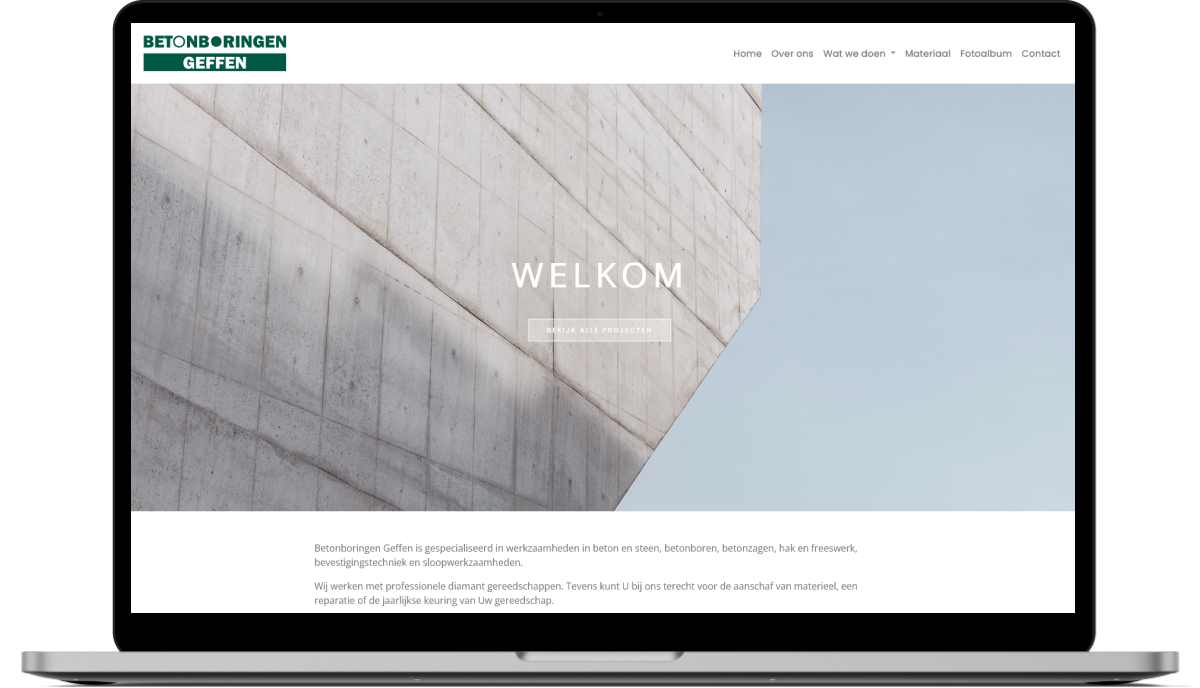 BETONBORINGEN
GEFFEN
Home Over ons Wat we doen Materiaal Fotoalbum Contact
WELKOM
BEKIJK ALLE PROJECTEN
Betonboringen Geffen is gespecialiseerd in werkzaamheden in beton en steen, betonboren, betonzagen, hak en freeswerk,
bevestigingstechniek en sloopwerkzaamheden.
Wij werken met professionele diamant gereedschappen. Tevens kunt U bij ons terecht voor de aanschaf van materieel, een
reparatie of de jaarlijkse keuring van Uw gereedschap.